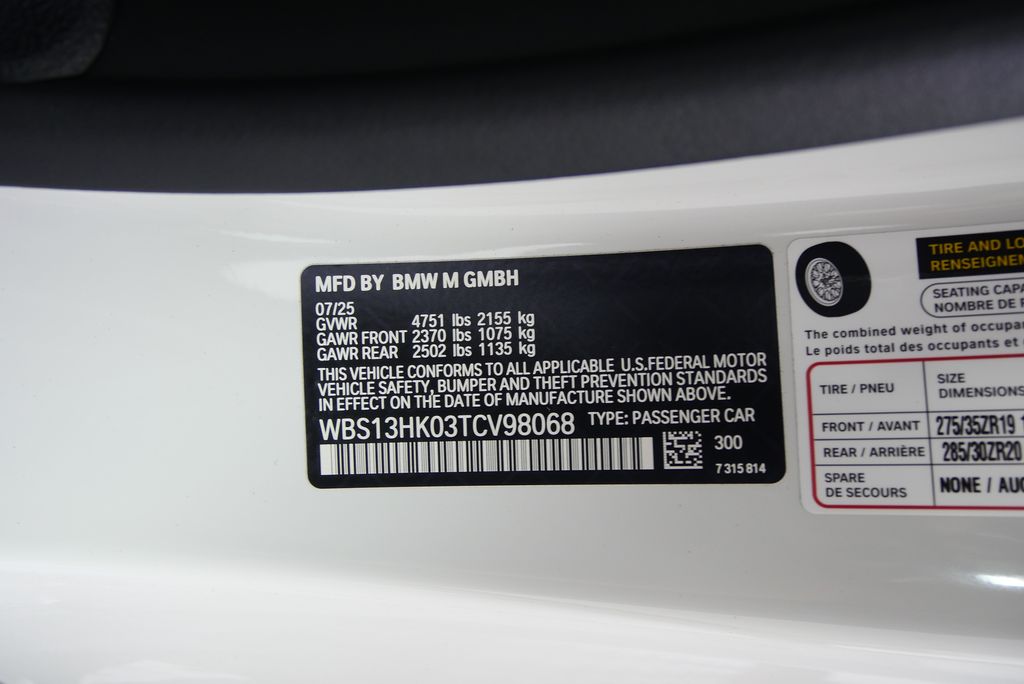 MFD BY BMW M GMBH
07/25
GVWR 4751 lbs 2155 kg
GAWR FRONT 2370 lbs 1075 kg
GAWR REAR 2502 lbs 1135 kg
THIS VEHICLE CONFORMS TO ALL APPLICABLE U.S.FEDERAL MOTOR
VEHICLE SAFETY, BUMPER AND THEFT PREVENTION STANDARDS
IN EFFECT ON THE DATE OF MANUFACTURE SHOWN ABOVE.
WBS13HK03TCV98068 TYPE: PASSENGER CAR
300
7315814
TIRE AND LO
RENSEIGNEM
SEATING CAPA
NOMBRE DE P
The combined weight of occupa
Le poids total des occupants et
TIRE / PNEU SIZE
DIMENSIONS
FRONT / AVANT 275/35ZR19 1
REAR / ARRIÈRE 285/30ZR20
SPARE
DE SECOURS NONE / AUC